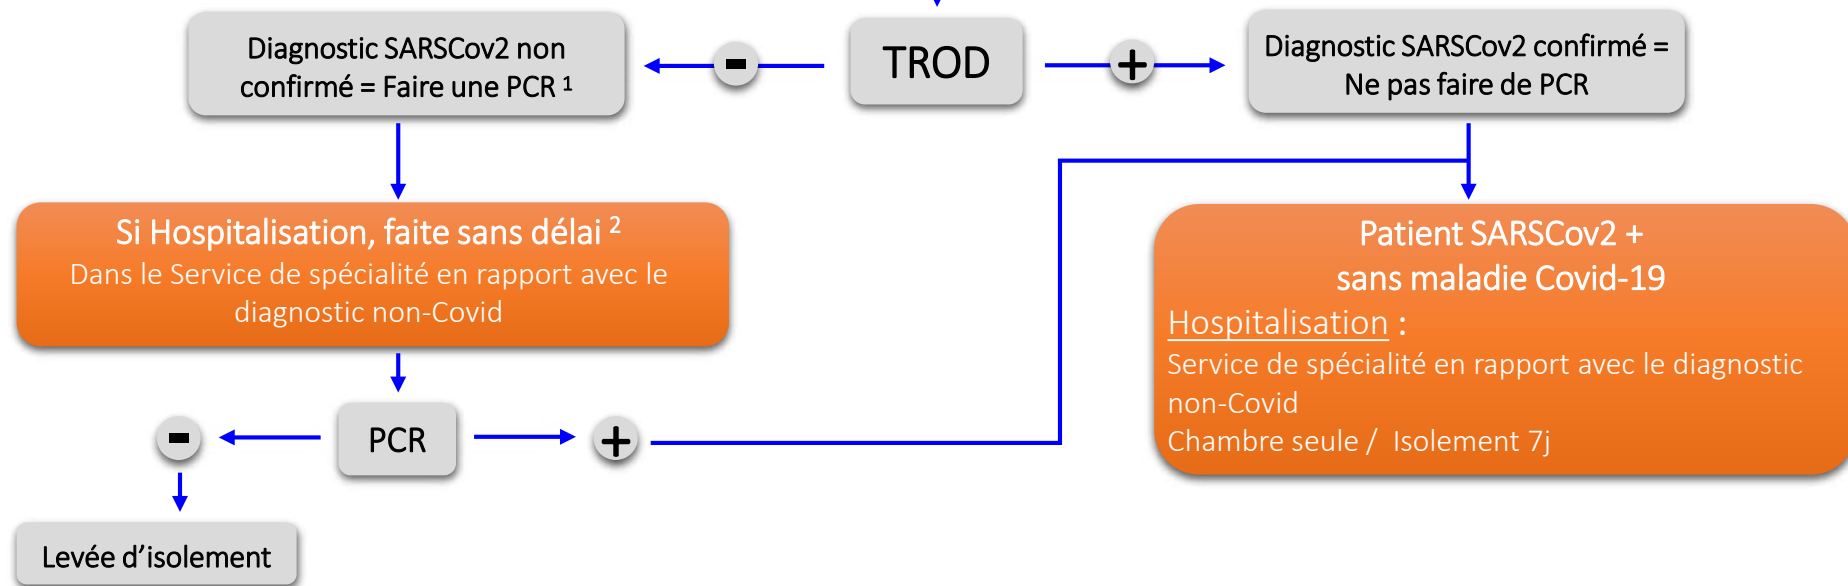 Diagnostic SARSCov2 non
confirmé = Faire une PCR ¹
-
TROD
+
Diagnostic SARSCov2 confirmé =
Ne pas faire de PCR
Si Hospitalisation, faite sans délai ²
Dans le Service de spécialité en rapport avec le
diagnostic non-Covid
Patient SARSCov2 +
sans maladie Covid-19
Hospitalisation :
Service de spécialité en rapport avec le diagnostic
non-Covid
Chambre seule / Isolement 7j
-
PCR
+
Levée d’isolement